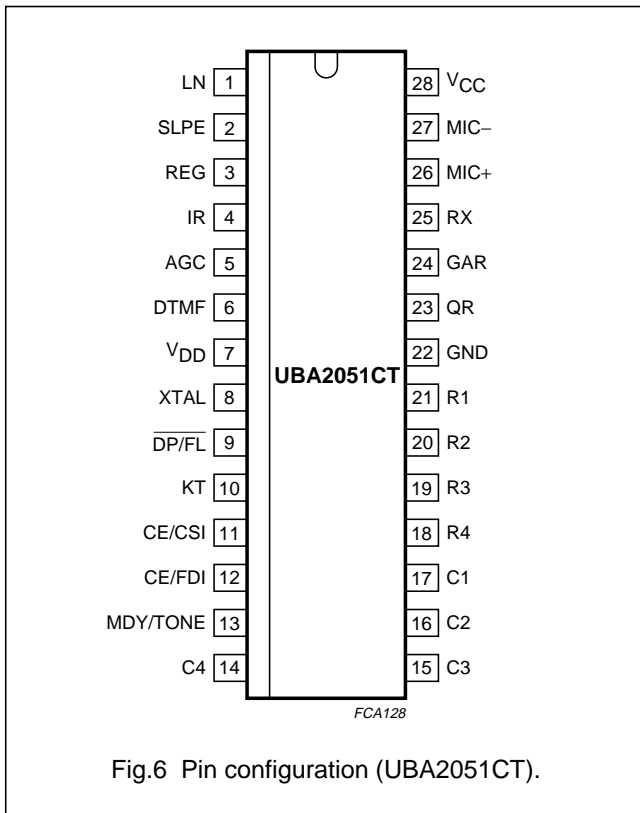 LN 1 28 VCC
SLPE 2 27 MIC−
REG 3 26 MIC+
IR 4 25 RX
AGC 5 24 GAR
DTMF 6 23 QR
VDD 7 22 GND
UBA2051CT
XTAL 8 21 R1
DP/FL 9 20 R2
KT 10 19 R3
CE/CSI 11 18 R4
CE/FDI 12 17 C1
MDY/TONE 13 16 C2
C4 14 15 C3
FCA128
Fig.6 Pin configuration (UBA2051CT).